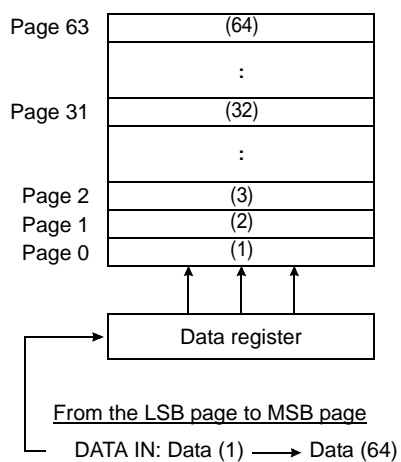 Page 63 (64)
:
Page 31 (32)
:
Page 2 (3)
Page 1 (2)
Page 0 (1)
Data register
From the LSB page to MSB page
DATA IN: Data (1) → Data (64)